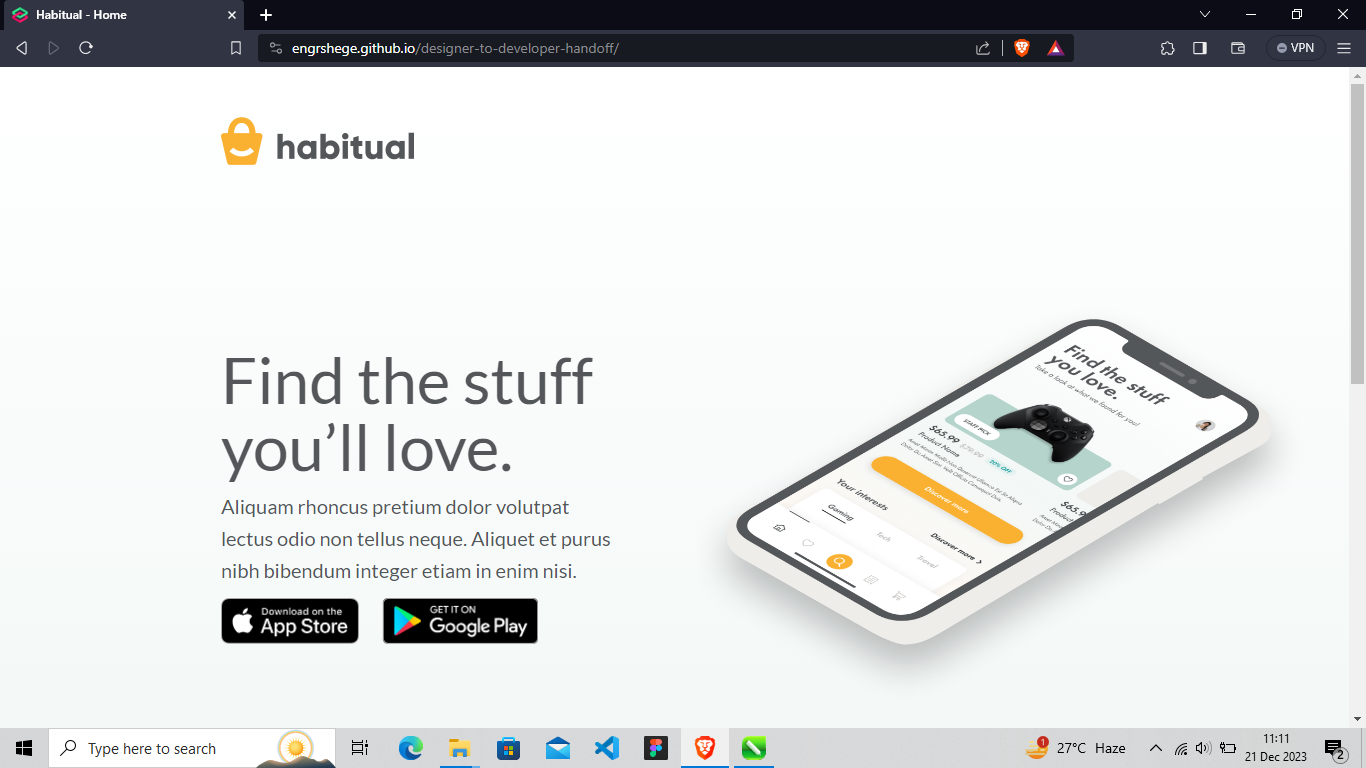 Habitual - Home
engrshege.github.io/designer-to-developer-handoff/
VPN
habitual
Find the stuff
you’ll love.
Aliquam rhoncus pretium dolor volutpat
lectus odio non tellus neque. Aliquet et purus
nibh bibendum integer etiam in enim nisi.
Download on the
App Store
GET IT ON
Google Play
Find the stuff
you love.
Take a look at what we found for you!
STAFF PICK
$65.99 $79.99 20% OFF
Product Name
Discover more
$65.9
Product
Your interests
Discover more
Gaming
Tech
Travel
Type here to search
1
27°C Haze
11:11
21 Dec 2023
2